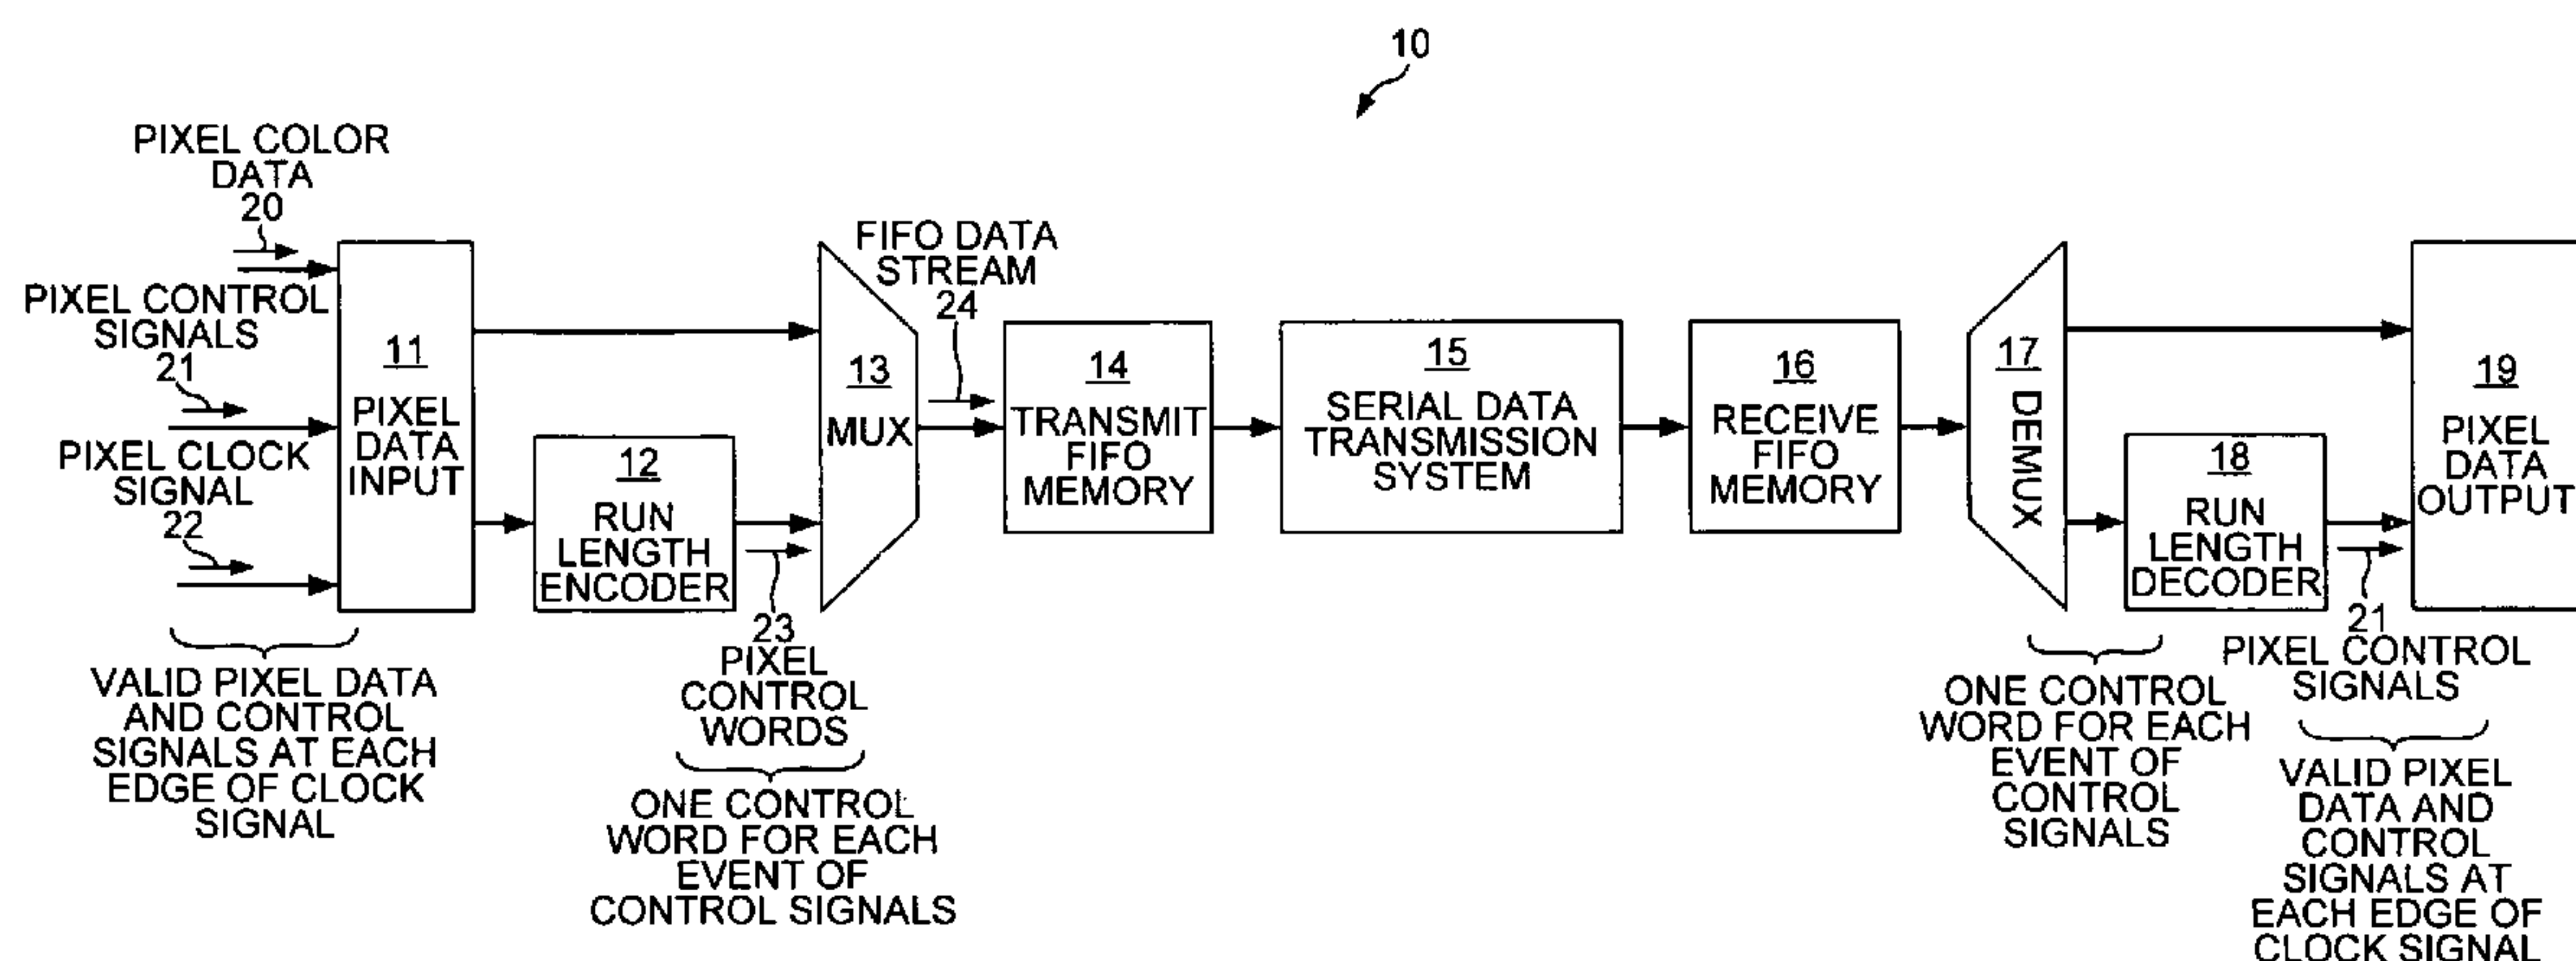 10
PIXEL COLOR
DATA
20
PIXEL CONTROL
SIGNALS
21
PIXEL CLOCK
SIGNAL
22
VALID PIXEL DATA
AND CONTROL
SIGNALS AT EACH
EDGE OF CLOCK
SIGNAL
11
PIXEL
DATA
INPUT
12
RUN
LENGTH
ENCODER
23
PIXEL
CONTROL
WORDS
ONE CONTROL
WORD FOR EACH
EVENT OF
CONTROL SIGNALS
13
MUX
FIFO DATA
STREAM
24
14
TRANSMIT
FIFO
MEMORY
15
SERIAL DATA
TRANSMISSION
SYSTEM
16
RECEIVE
FIFO
MEMORY
17
DEMUX
18
RUN
LENGTH
DECODER
ONE CONTROL
WORD FOR EACH
EVENT OF
CONTROL
SIGNALS
21
PIXEL CONTROL
SIGNALS
VALID PIXEL
DATA AND
CONTROL
SIGNALS AT
EACH EDGE OF
CLOCK SIGNAL
19
PIXEL
DATA
OUTPUT